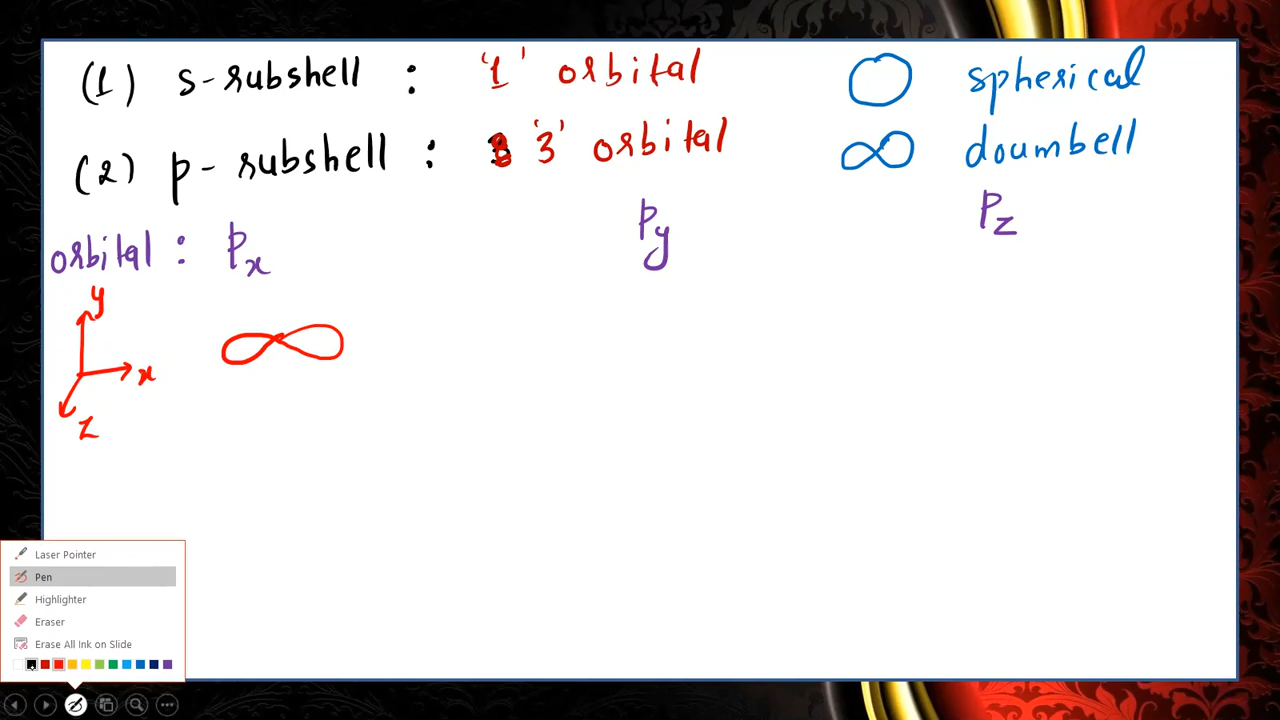 (1) s-subshell : '1' orbital spherical
(2) p-subshell : '3' orbital doumbell
orbital : Px Py Pz
y
x
z
Laser Pointer
Pen
Highlighter
Eraser
Erase All Ink on Slide